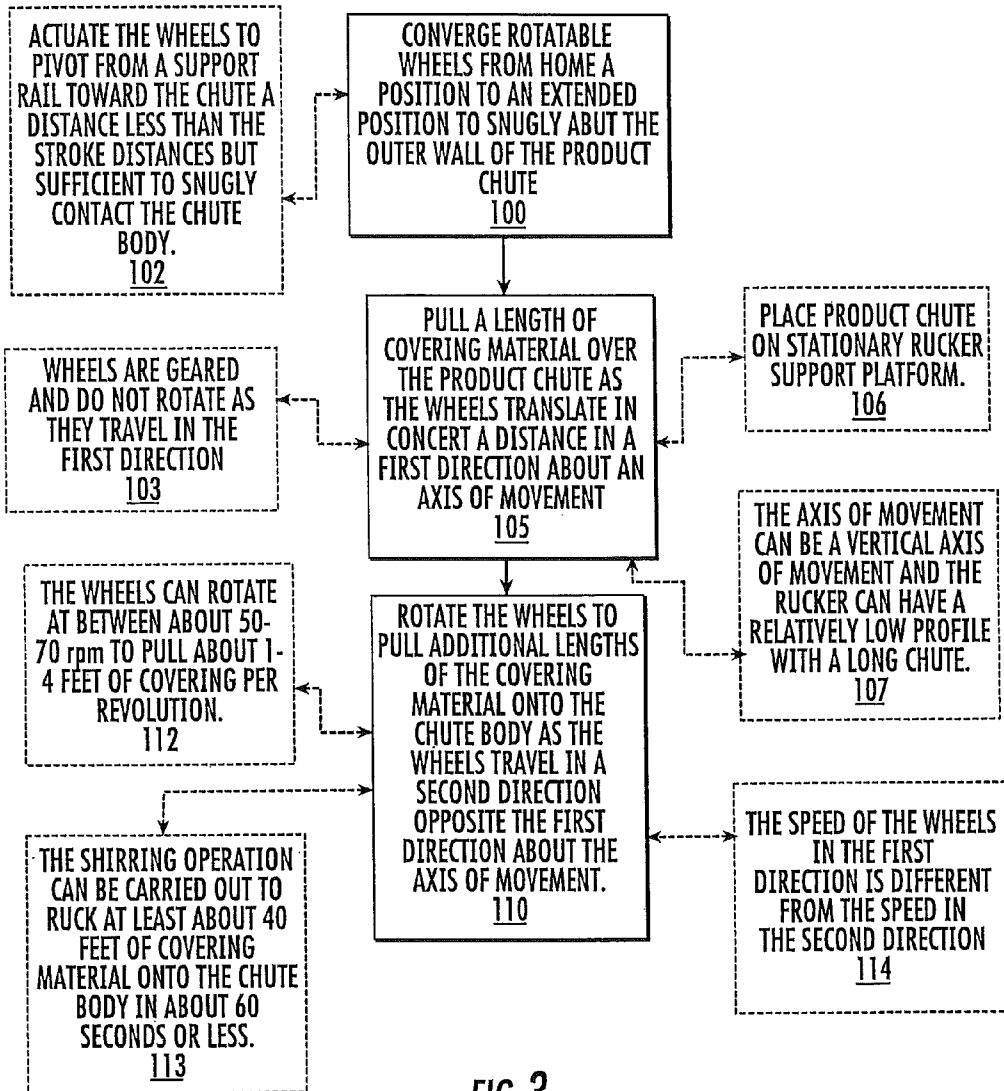 ACTUATE THE WHEELS TO
PIVOT FROM A SUPPORT
RAIL TOWARD THE CHUTE A
DISTANCE LESS THAN THE
STROKE DISTANCES BUT
SUFFICIENT TO SNUGLY
CONTACT THE CHUTE
BODY.
102
CONVERGE ROTATABLE
WHEELS FROM HOME A
POSITION TO AN EXTENDED
POSITION TO SNUGLY ABUT THE
OUTER WALL OF THE PRODUCT
CHUTE
100
WHEELS ARE GEARED
AND DO NOT ROTATE AS
THEY TRAVEL IN THE
FIRST DIRECTION
103
PULL A LENGTH OF
COVERING MATERIAL OVER
THE PRODUCT CHUTE AS
THE WHEELS TRANSLATE IN
CONCERT A DISTANCE IN A
FIRST DIRECTION ABOUT AN
AXIS OF MOVEMENT
105
PLACE PRODUCT CHUTE
ON STATIONARY RUCKER
SUPPORT PLATFORM.
106
THE AXIS OF MOVEMENT
CAN BE A VERTICAL AXIS
OF MOVEMENT AND THE
RUCKER CAN HAVE A
RELATIVELY LOW PROFILE
WITH A LONG CHUTE.
107
THE WHEELS CAN ROTATE
AT BETWEEN ABOUT 50-
70 rpm TO PULL ABOUT 1-
4 FEET OF COVERING PER
REVOLUTION.
112
ROTATE THE WHEELS TO
PULL ADDITIONAL LENGTHS
OF THE COVERING
MATERIAL ONTO THE
CHUTE BODY AS THE
WHEELS TRAVEL IN A
SECOND DIRECTION
OPPOSITE THE FIRST
DIRECTION ABOUT THE
AXIS OF MOVEMENT.
110
THE SHIRRING OPERATION
CAN BE CARRIED OUT TO
RUCK AT LEAST ABOUT 40
FEET OF COVERING
MATERIAL ONTO THE CHUTE
BODY IN ABOUT 60
SECONDS OR LESS.
113
THE SPEED OF THE WHEELS
IN THE FIRST
DIRECTION IS DIFFERENT
FROM THE SPEED IN
THE SECOND DIRECTION
114